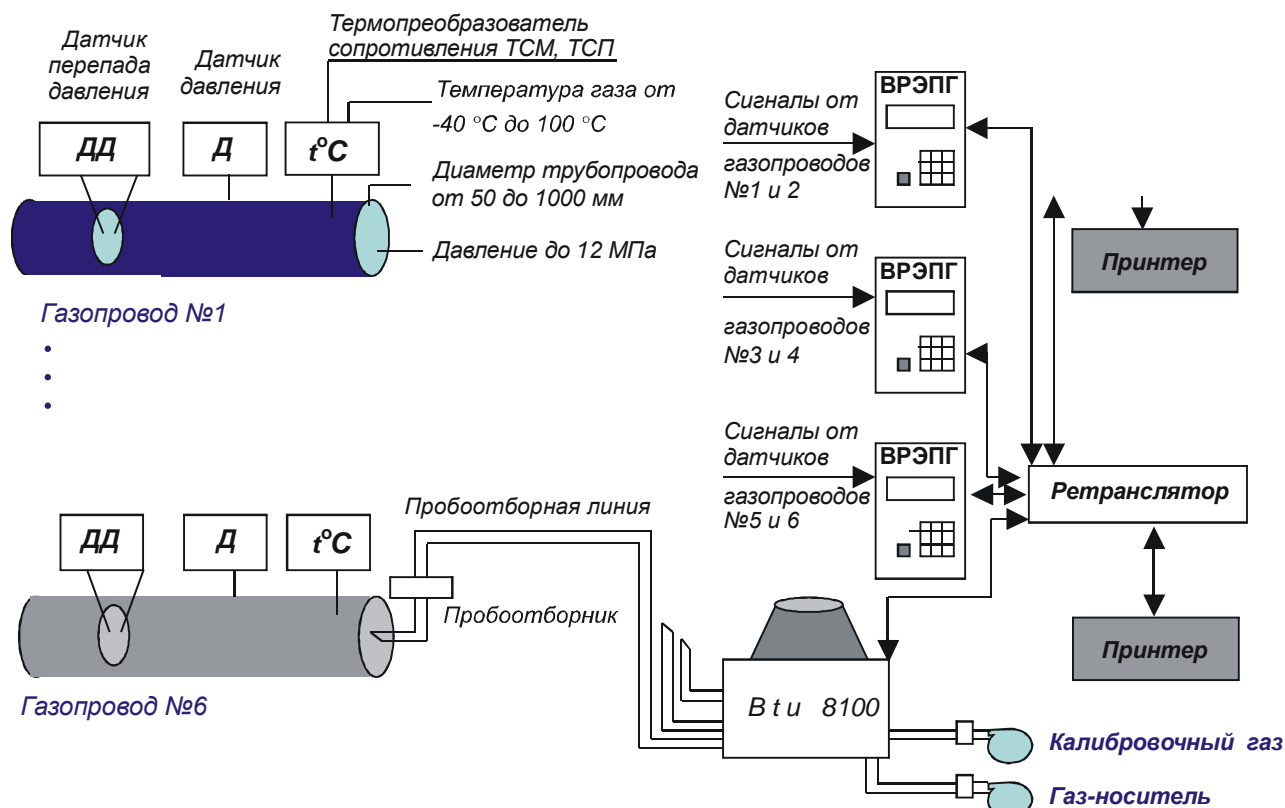 Термопреобразователь
сопротивления ТСМ, ТСП
Датчик
перепада
давления
Датчик
давления
Температура газа от
-40 °С до 100 °С
ДД
Д
t°C
Диаметр трубопровода
от 50 до 1000 мм
Давление до 12 МПа
Газопровод №1
•
•
•
ВРЭПГ
Сигналы от
датчиков
газопроводов
№1 и 2
Принтер
ВРЭПГ
Сигналы от
датчиков
газопроводов
№3 и 4
ВРЭПГ
Сигналы от
датчиков
газопроводов
№5 и 6
Ретранслятор
Принтер
Пробоотборная линия
ДД
Д
t°C
Пробоотборник
Газопровод №6
Btu 8100
Калибровочный газ
Газ-носитель